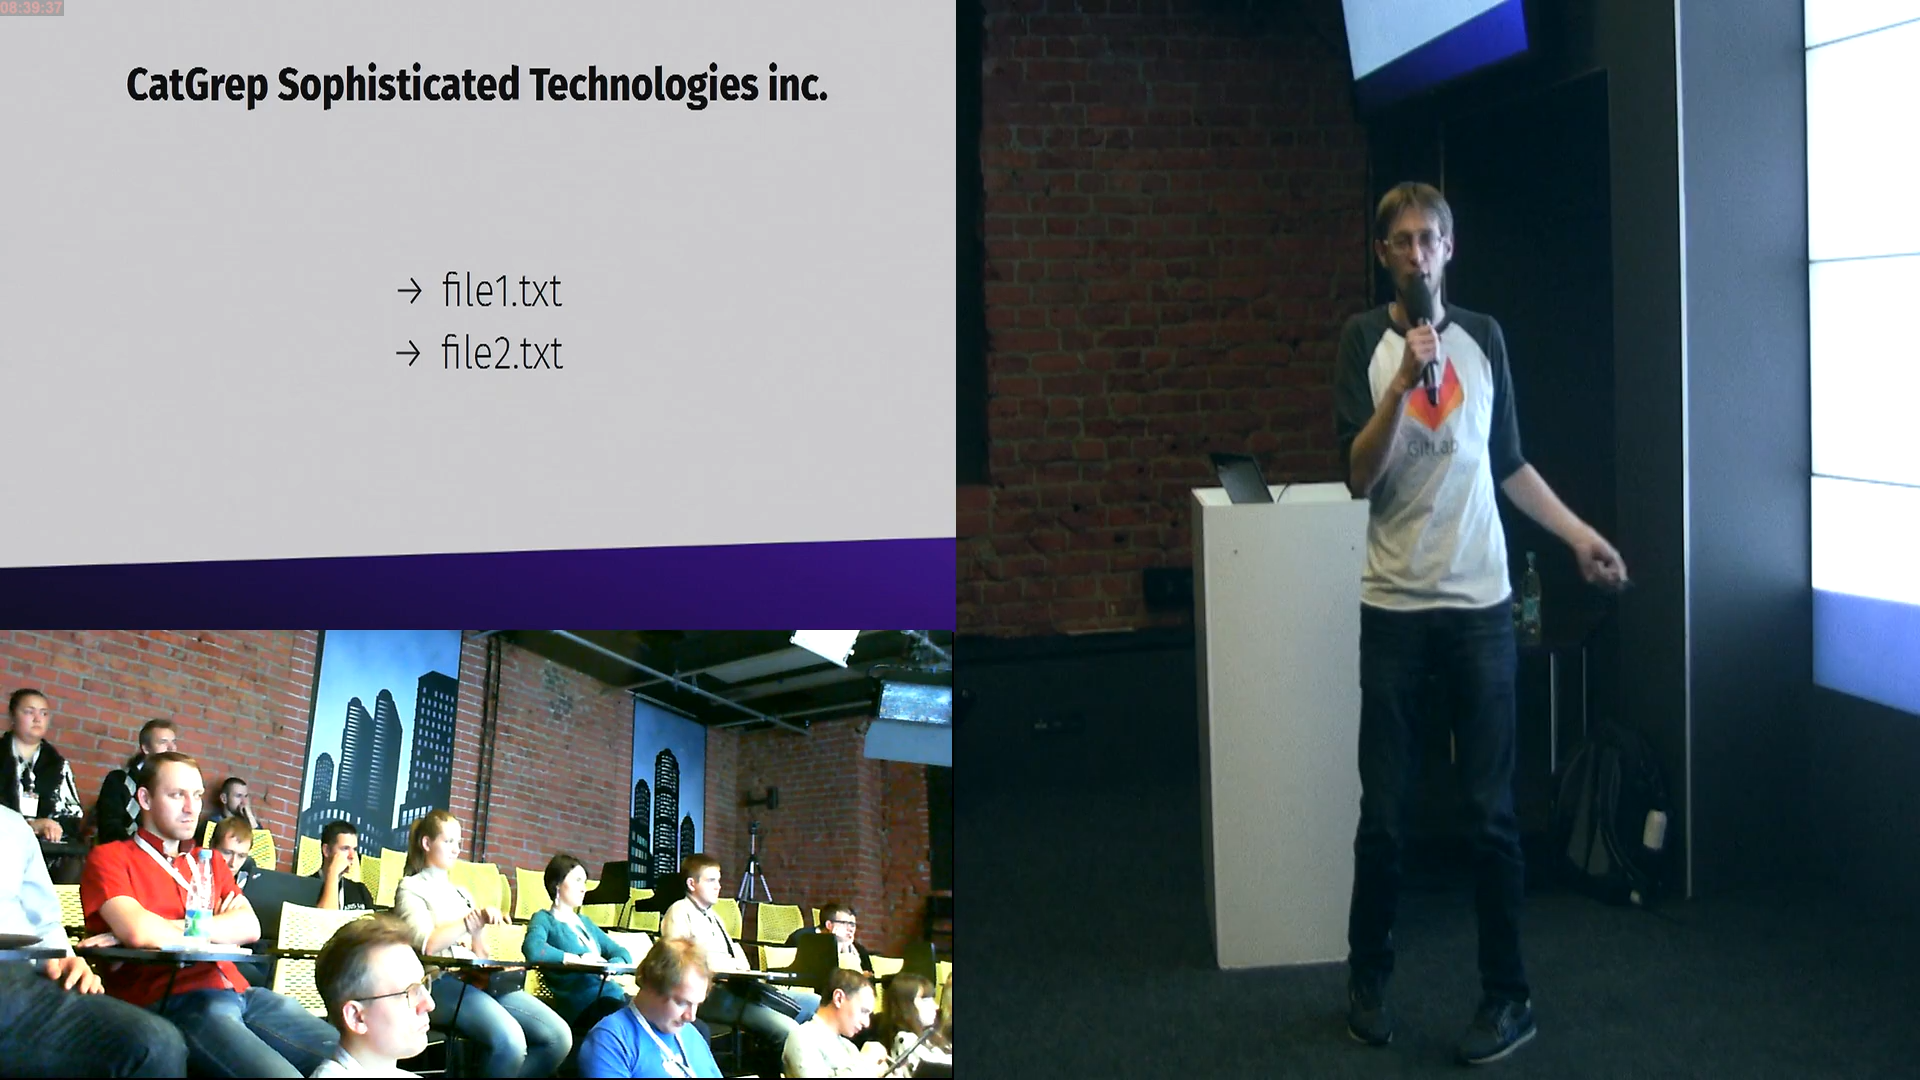 08:39:37
CatGrep Sophisticated Technologies inc.
→ file1.txt
→ file2.txt
GitLab